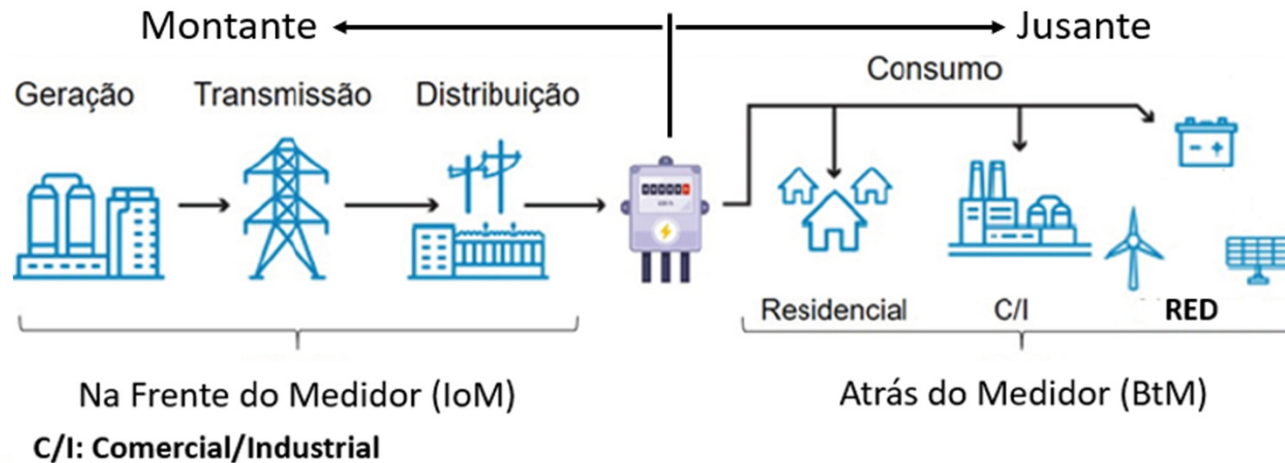 Montante
Jusante
Consumo
Geração
Transmissão
Distribuição
Residencial
C/I
RED
Na Frente do Medidor (IoM)
Atrás do Medidor (BtM)
C/I: Comercial/Industrial